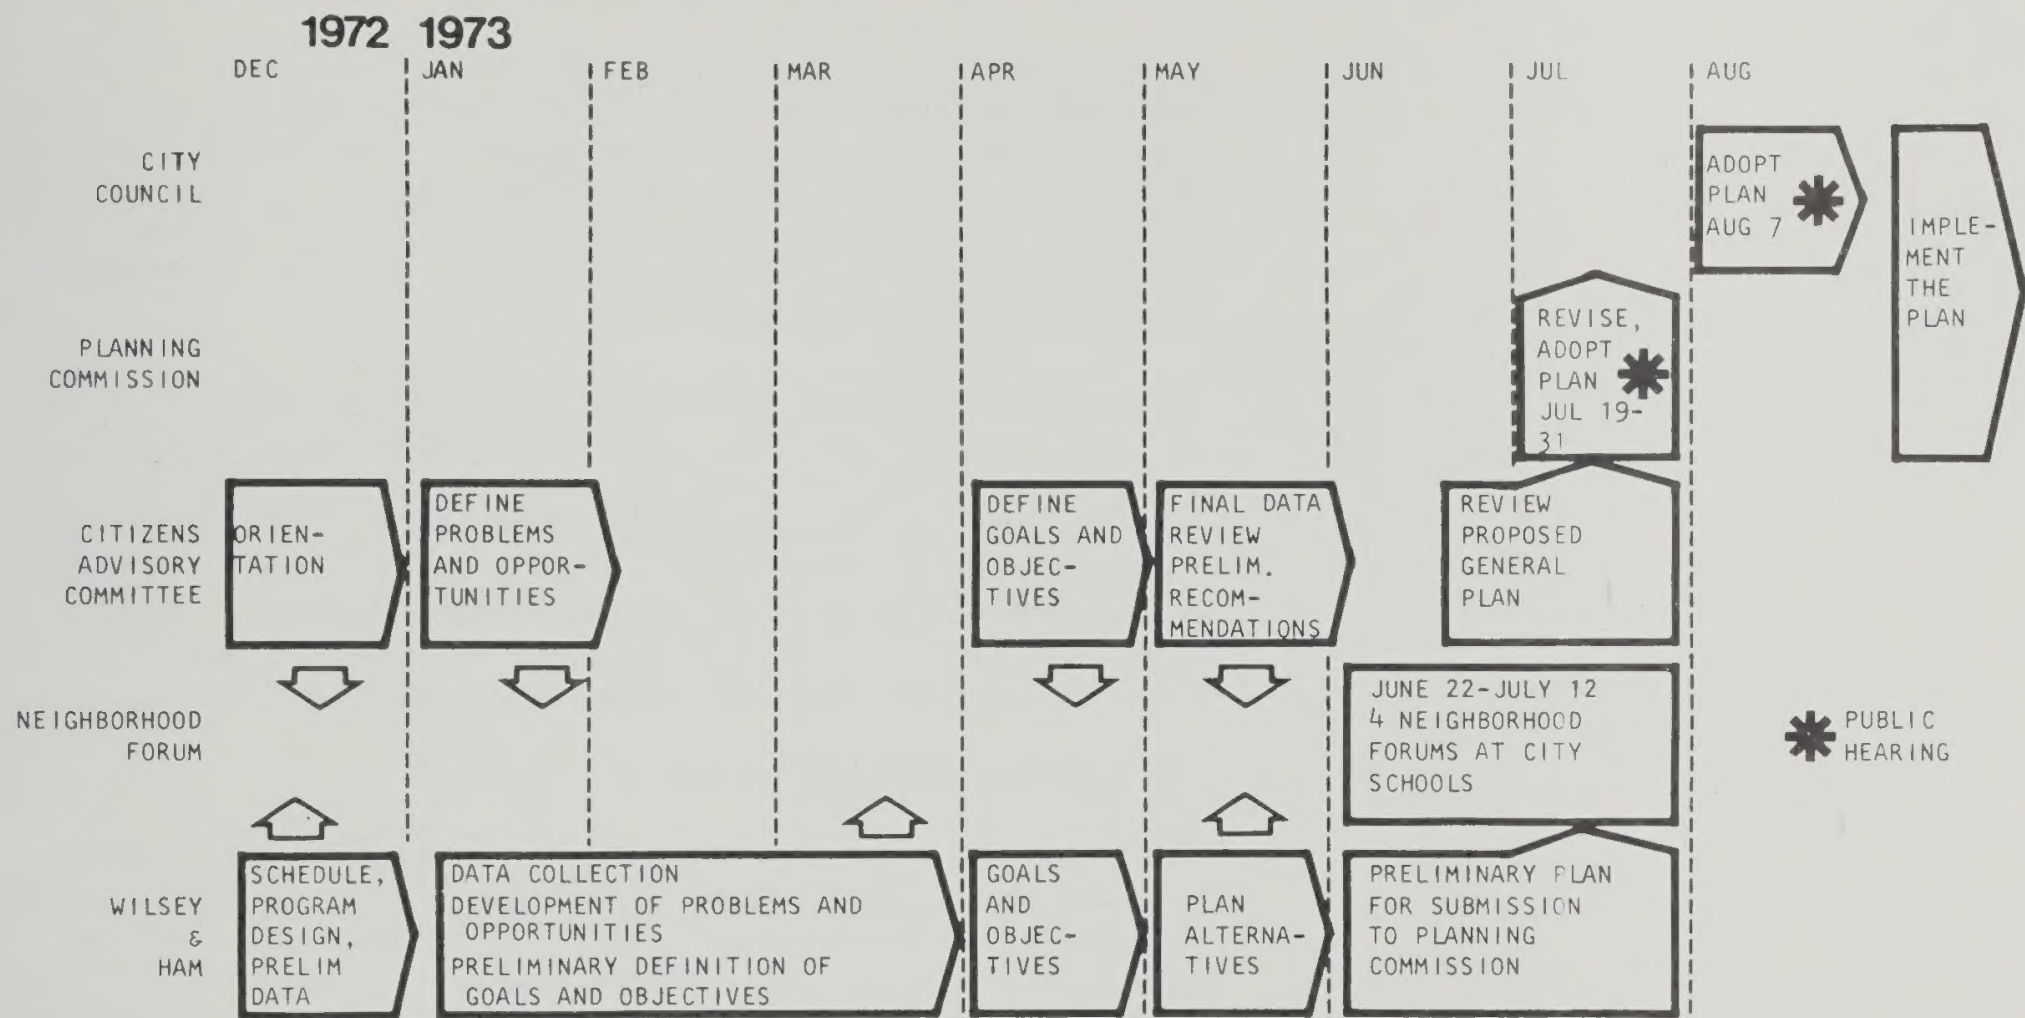 1972 1973
DEC JAN FEB MAR APR MAY JUN JUL AUG
CITY
COUNCIL
ADOPT
PLAN
AUG 7
IMPLE-
MENT
THE
PLAN
PLANNING
COMMISSION
REVISE,
ADOPT
PLAN
JUL 19-
31
CITIZENS
ADVISORY
COMMITTEE
ORIEN-
TATION
DEFINE
PROBLEMS
AND OPPOR-
TUNITIES
DEFINE
GOALS AND
OBJEC-
TIVES
FINAL DATA
REVIEW
PRELIM.
RECOM-
MENDATIONS
REVIEW
PROPOSED
GENERAL
PLAN
NEIGHBORHOOD
FORUM
JUNE 22-JULY 12
4 NEIGHBORHOOD
FORUMS AT CITY
SCHOOLS
PUBLIC
HEARING
WILSEY
&
HAM
SCHEDULE,
PROGRAM
DESIGN,
PRELIM
DATA
DATA COLLECTION
DEVELOPMENT OF PROBLEMS AND
OPPORTUNITIES
PRELIMINARY DEFINITION OF
GOALS AND OBJECTIVES
GOALS
AND
OBJEC-
TIVES
PLAN
ALTERNA-
TIVES
PRELIMINARY PLAN
FOR SUBMISSION
TO PLANNING
COMMISSION